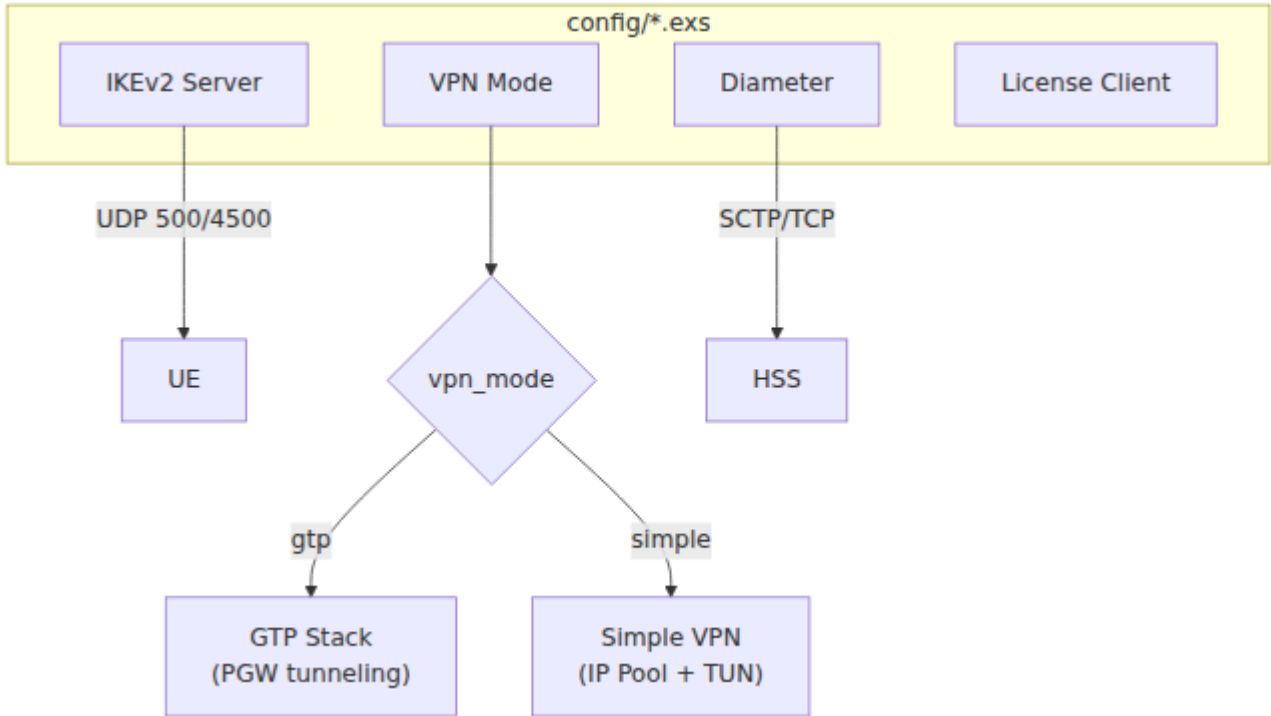 config/*.exs
IKEv2 Server
VPN Mode
Diameter
License Client
UDP 500/4500
SCTP/TCP
UE
vpn_mode
HSS
gtp
simple
GTP Stack
(PGW tunneling)
Simple VPN
(IP Pool + TUN)